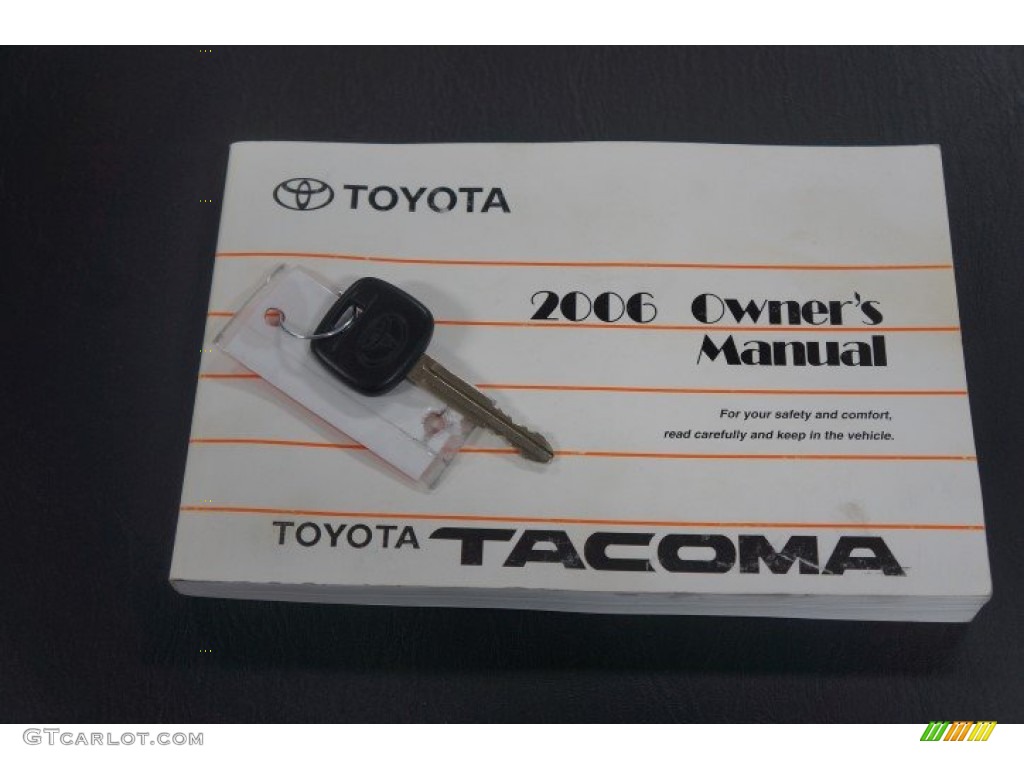 TOYOTA
2006 Owner's
Manual
For your safety and comfort,
read carefully and keep in the vehicle.
TOYOTA TACOMA
GTCARLOT.COM